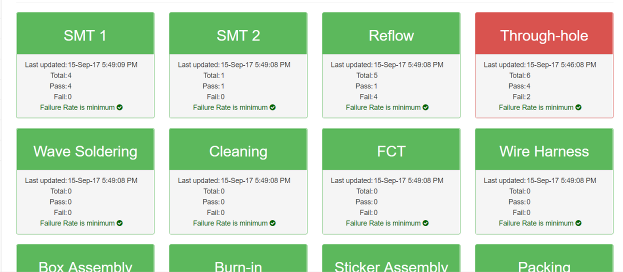 SMT 1
Last updated:15-Sep-17 5:49:09 PM
Total:4
Pass:4
Fail:0
Failure Rate is minimum
SMT 2
Last updated:15-Sep-17 5:49:08 PM
Total:1
Pass:1
Fail:0
Failure Rate is minimum
Reflow
Last updated:15-Sep-17 5:49:08 PM
Total:5
Pass:1
Fail:4
Failure Rate is minimum
Through-hole
Last updated:15-Sep-17 5:46:08 PM
Total:6
Pass:4
Fail:2
Failure Rate is minimum
Wave Soldering
Last updated:15-Sep-17 5:49:08 PM
Total:0
Pass:0
Fail:0
Failure Rate is minimum
Cleaning
Last updated:15-Sep-17 5:49:08 PM
Total:0
Pass:0
Fail:0
Failure Rate is minimum
FCT
Last updated:15-Sep-17 5:49:08 PM
Total:0
Pass:0
Fail:0
Failure Rate is minimum
Wire Harness
Last updated:15-Sep-17 5:49:08 PM
Total:0
Pass:0
Fail:0
Failure Rate is minimum
Box Assembly
Burn-in
Sticker Assembly
Packing